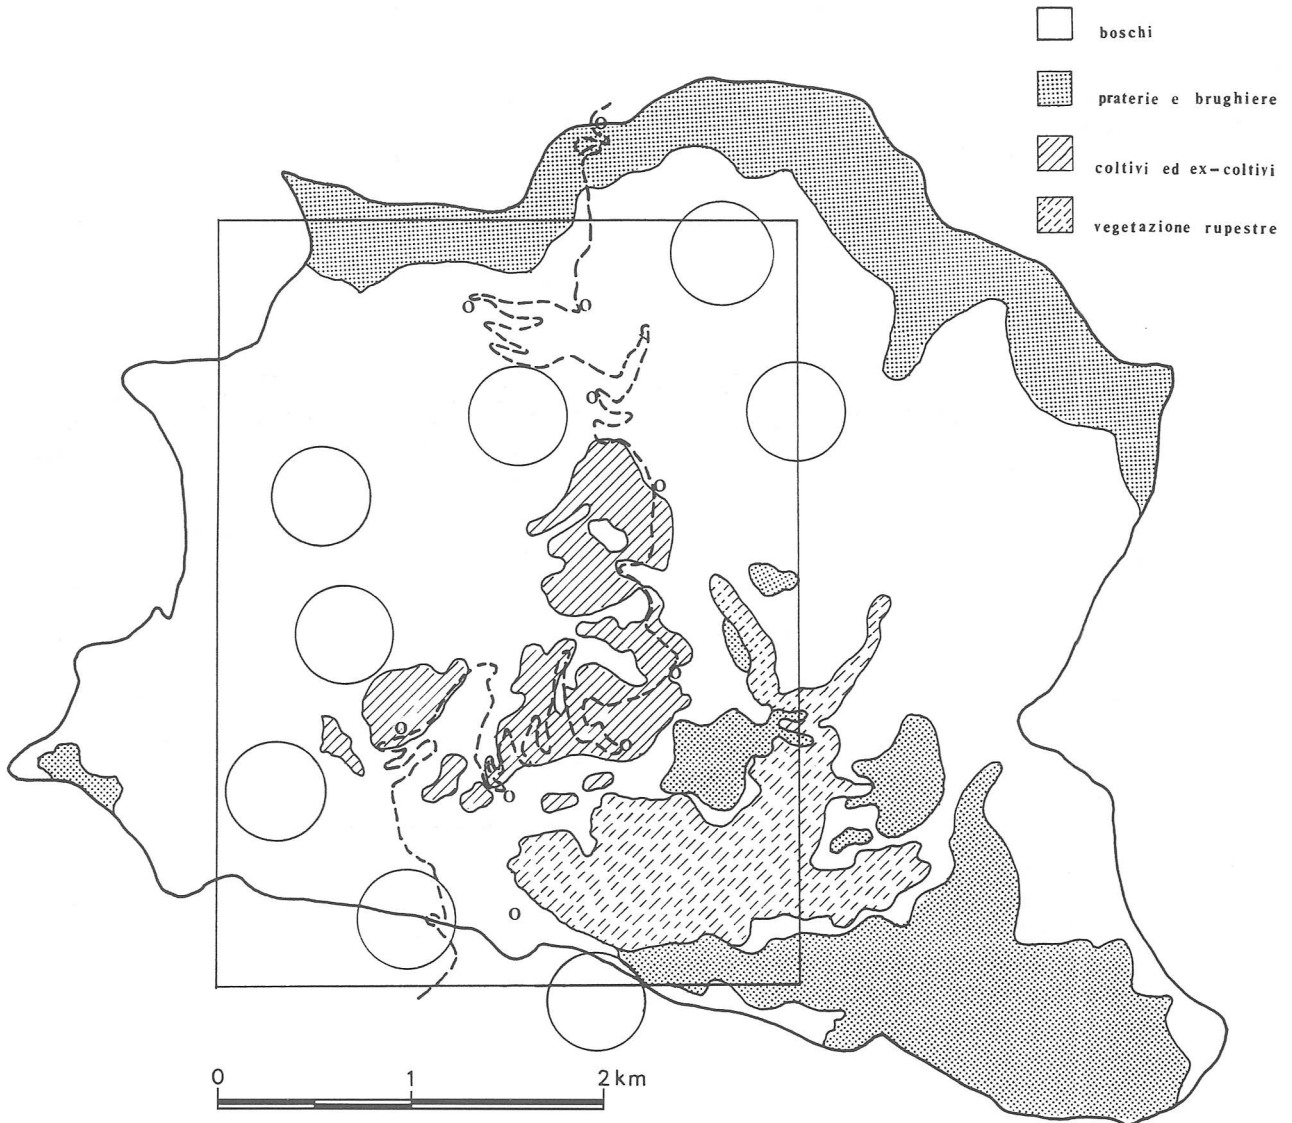 boschi
praterie e brughiere
coltivi ed ex-coltivi
vegetazione rupestre
0 1 2 km